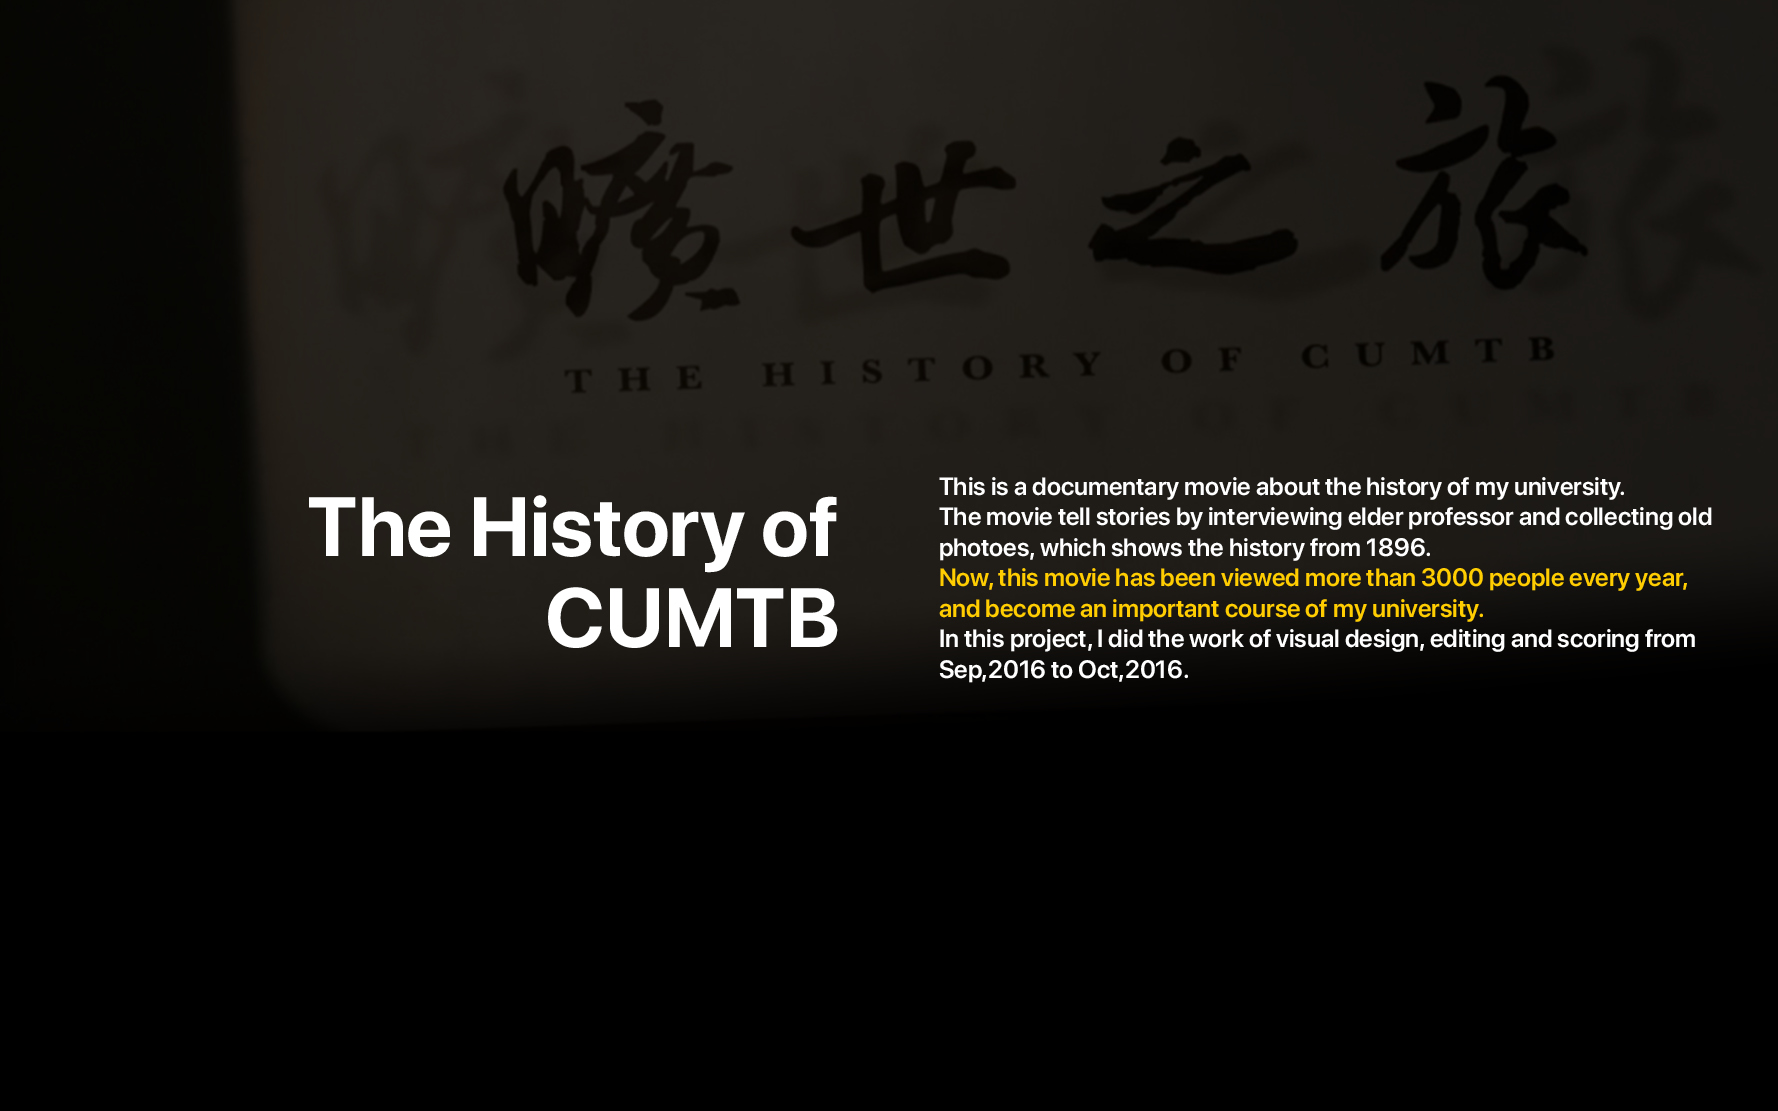 曠世之旅
THE HISTORY OF CUMTB
The History of
CUMTB
This is a documentary movie about the history of my university.
The movie tell stories by interviewing elder professor and collecting old
photoes, which shows the history from 1896.
Now, this movie has been viewed more than 3000 people every year,
and become an important course of my university.
In this project, I did the work of visual design, editing and scoring from
Sep,2016 to Oct,2016.